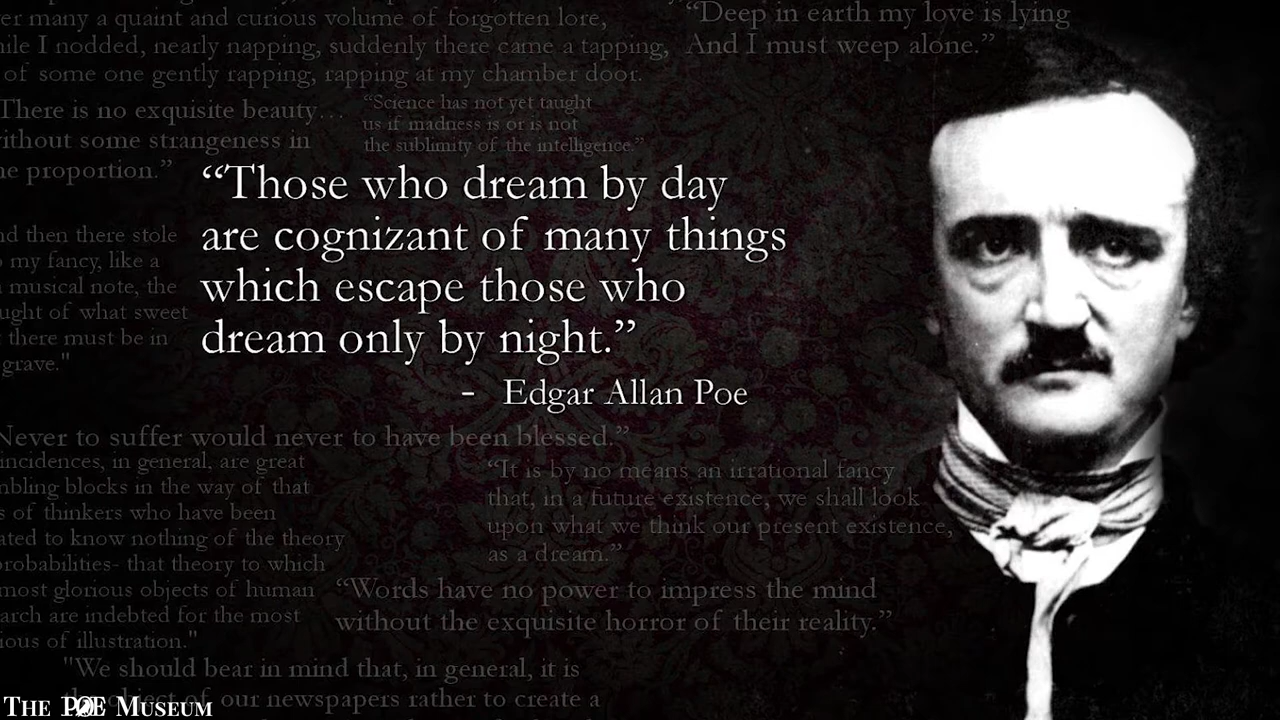 er many a quaint and curious volume of forgotten lore,
hile I nodded, nearly napping, suddenly there came a tapping,
of some one gently rapping, rapping at my chamber door.
“Deep in earth my love is lying
And I must weep alone.”
There is no exquisite beauty…
ithout some strangeness in
he proportion.”
“Science has not yet taught
us if madness is or is not
the sublimity of the intelligence.”
“Those who dream by day
are cognizant of many things
which escape those who
dream only by night.”
- Edgar Allan Poe
nd then there stole
o my fancy, like a
musical note, the
ught of what sweet
there must be in
grave."
Never to suffer would never to have been blessed.”
incidences, in general, are great
mbling blocks in the way of that
s of thinkers who have been
ated to know nothing of the theory
probabilities- that theory to which
most glorious objects of human
arch are indebted for the most
ious of illustration."
“It is by no means an irrational fancy
that, in a future existence, we shall look
upon what we think our present existence,
as a dream.”
“Words have no power to impress the mind
without the exquisite horror of their reality.”
"We should bear in mind that, in general, it is
object of our newspapers rather to create a
THE POE MUSEUM